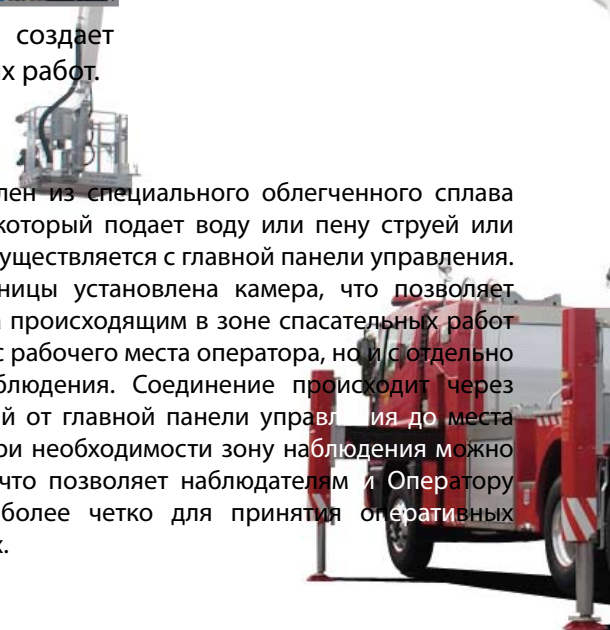 создает
х работ.
лен из специального облегченного сплава
который подает воду или пену струей или
уществляется с главной панели управления.
ницы установлена камера, что позволяет
происходящим в зоне спасательных работ
с рабочего места оператора, но и с отдельно
блюдения. Соединение происходит через
й от главной панели управления до места
ри необходимости зону наблюдения можно
что позволяет наблюдателям и Оператору
более четко для принятия оперативных
х.